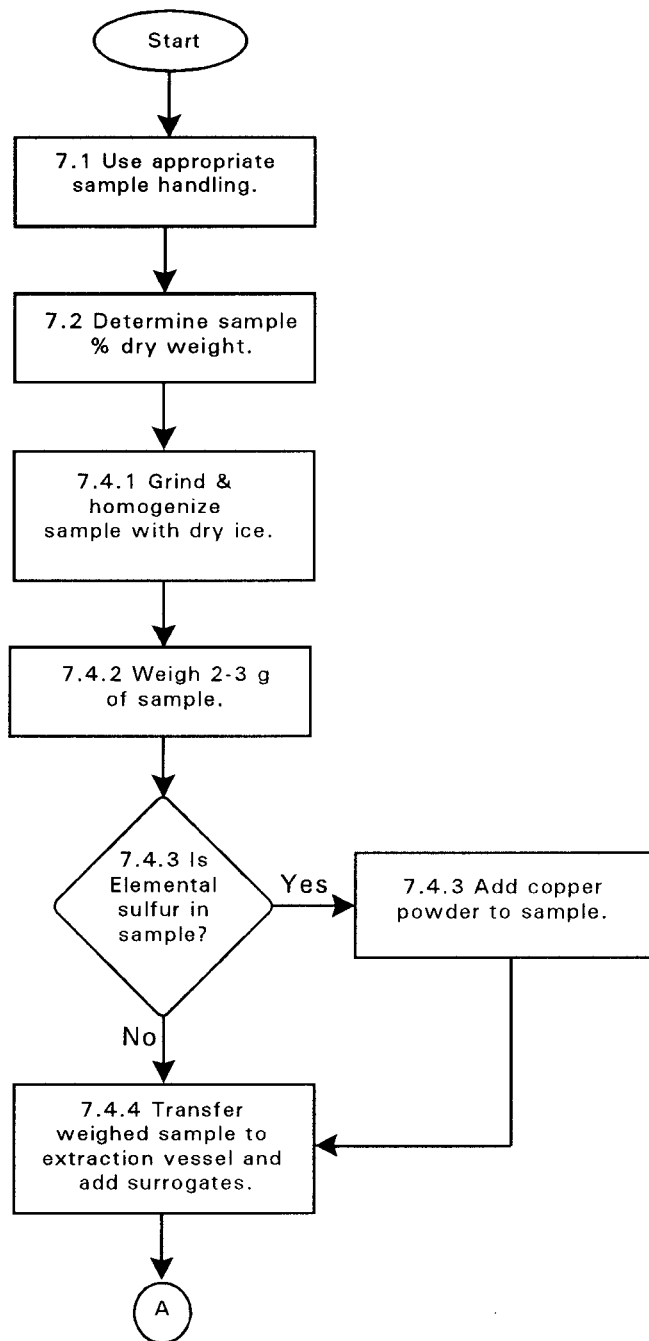 Start
7.1 Use appropriate
sample handling.
7.2 Determine sample
% dry weight.
7.4.1 Grind &
homogenize
sample with dry ice.
7.4.2 Weigh 2-3 g
of sample.
7.4.3 Is
Elemental
sulfur in
sample?
Yes
7.4.3 Add copper
powder to sample.
No
7.4.4 Transfer
weighed sample to
extraction vessel and
add surrogates.
A